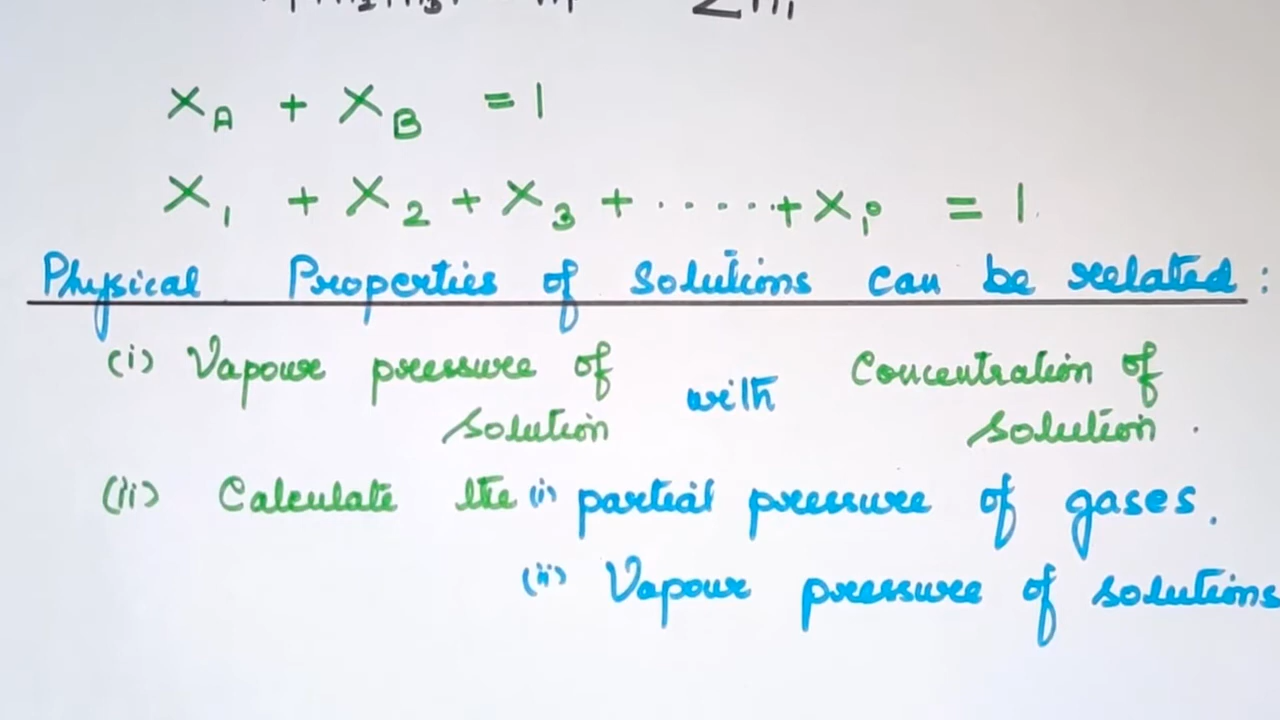 x_A + x_B = 1
x_1 + x_2 + x_3 + ..... + x_i = 1
Physical Properties of solutions can be related :
(i) Vapour pressure of solution with Concentration of solution .
(ii) Calculate the (i) partial pressure of gases .
(ii) Vapour pressure of solutions